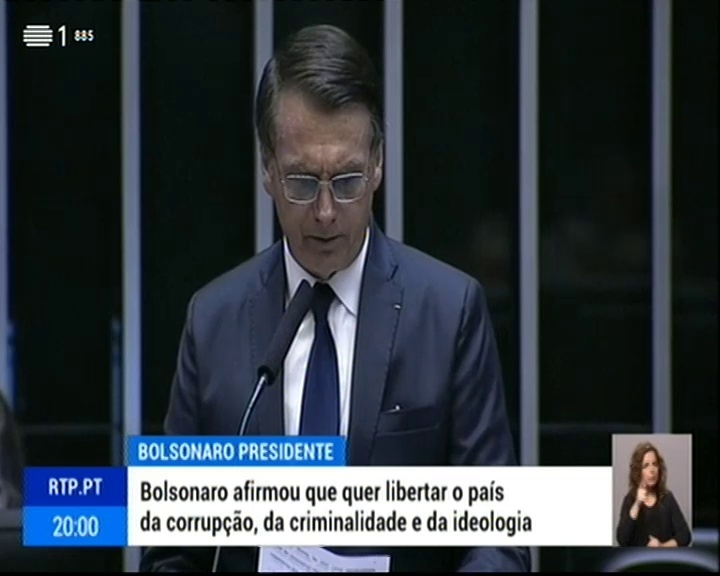 1 885
BOLSONARO PRESIDENTE
RTP.PT
Bolsonaro afirmou que quer libertar o país
20:00
da corrupção, da criminalidade e da ideologia